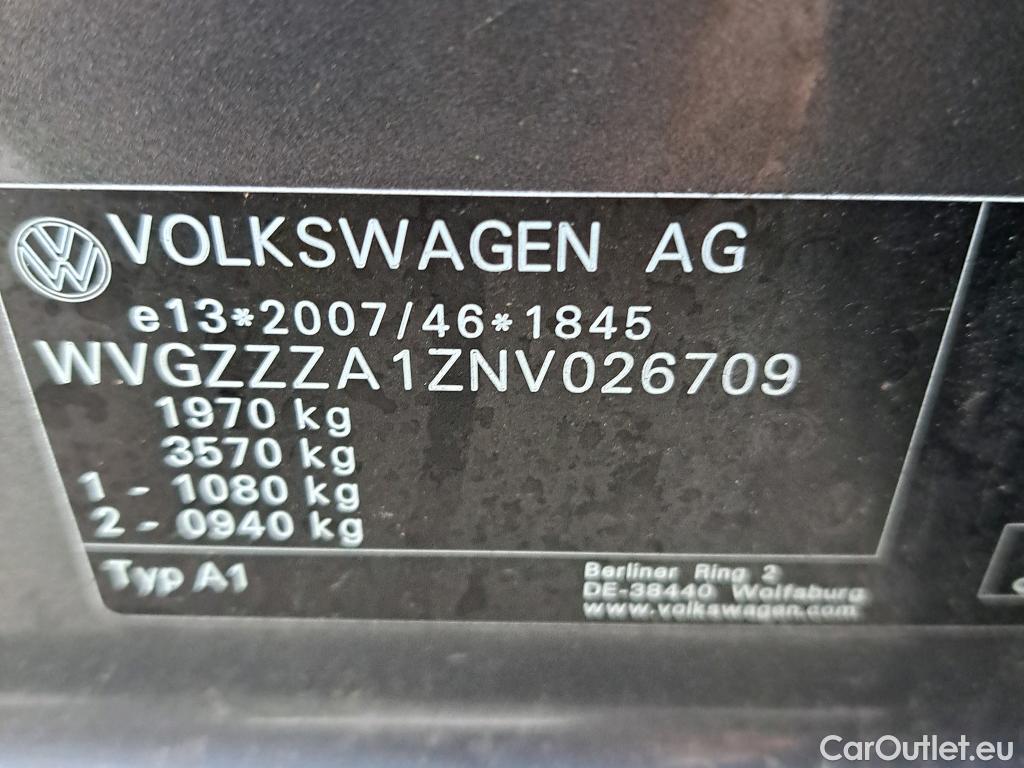 VOLKSWAGEN AG
e13*2007/46*1845
WVGZZZA1ZNV026709
1970 kg
3570 kg
1 - 1080 kg
2 - 0940 kg
Typ A1
Berliner Ring 2
DE-38440 Wolfsburg
www.volkswagen.com
CarOutlet.eu